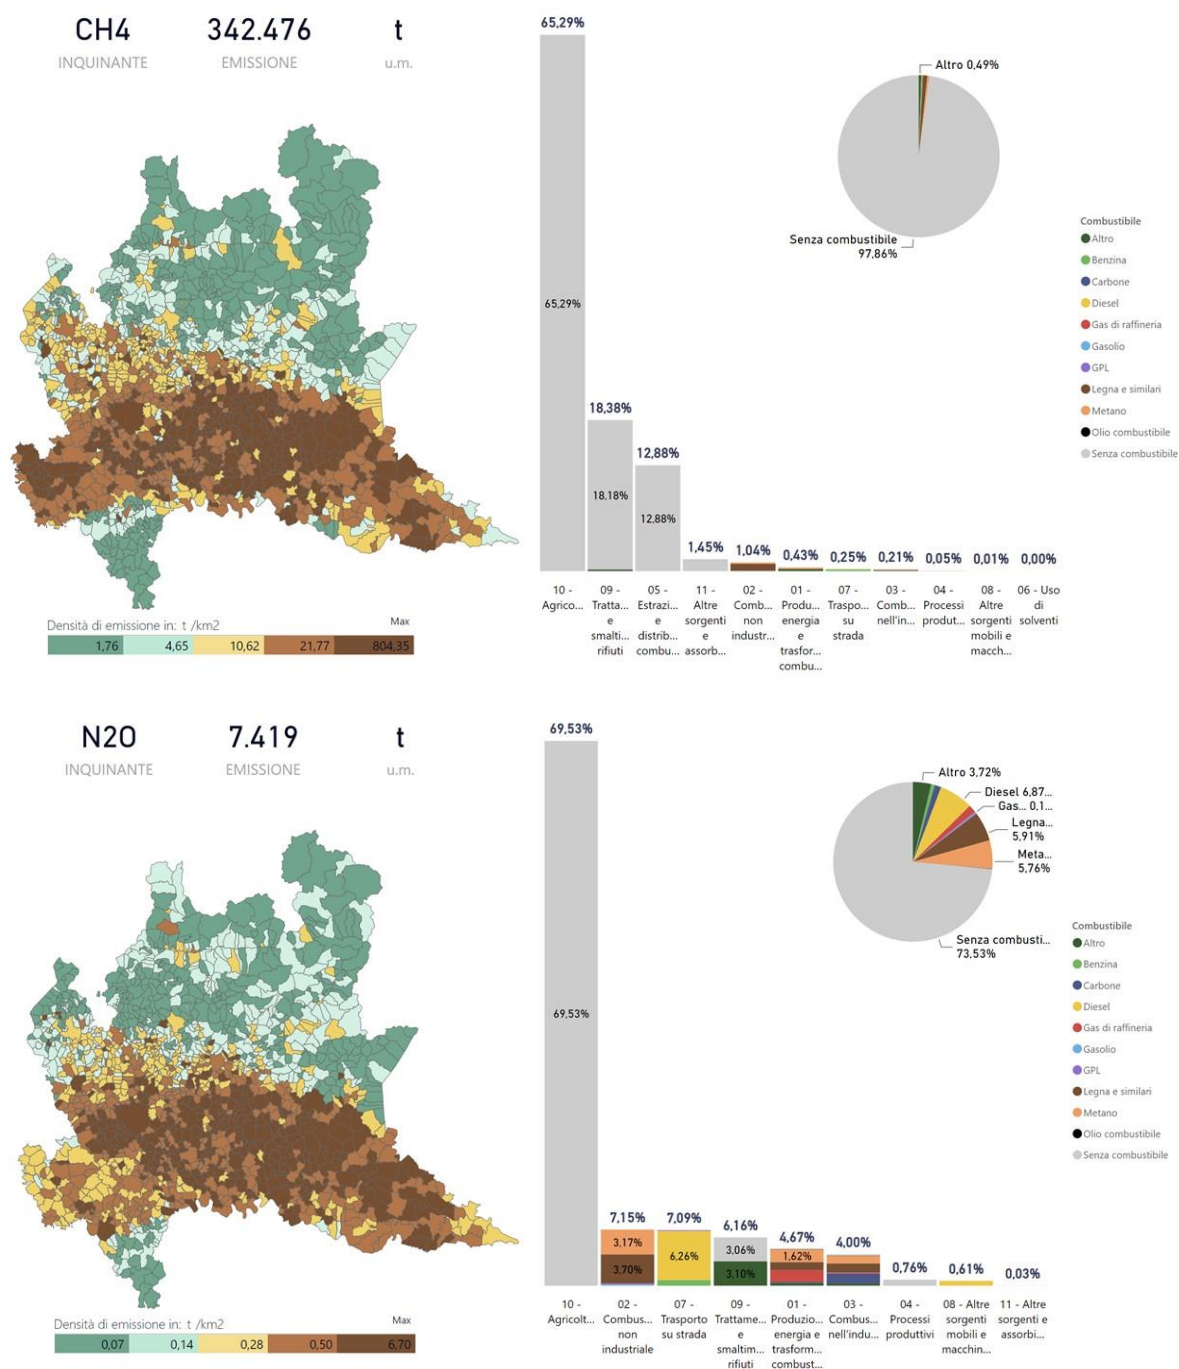 CH4 342.476 t
INQUINANTE EMISSIONE u.m.
65,29%
Altro 0,49%
Senza combustibile
97,86%
Combustibile
Altro
Benzina
Carbone
Diesel
Gas di raffineria
Gasolio
GPL
Legna e similari
Metano
Olio combustibile
Senza combustibile
65,29%
18,38%
18,18%
12,88%
12,88%
1,45%
1,04%
0,43%
0,25%
0,21%
0,05%
0,01%
0,00%
10 -
Agrico...
09 -
Tratta...
e
smalti...
rifiuti
05 -
Estrazi...
e
distrib...
combu...
11 -
Altre
sorgenti
e
assorb...
02 -
Comb...
non
industr...
01 -
Produ...
energia
e
trasfor...
combu...
07 -
Traspo...
su
strada
03 -
Comb...
nell'in...
04 -
Processi
produt...
08 -
Altre
sorgenti
mobili e
macch...
06 - Uso
di
solventi
Densità di emissione in: t /km2 Max
1,76 4,65 10,62 21,77 804,35
N2O 7.419 t
INQUINANTE EMISSIONE u.m.
69,53%
Altro 3,72%
Diesel 6,87...
Gas... 0,1...
Legna...
5,91%
Meta...
5,76%
Senza combusti...
73,53%
Combustibile
Altro
Benzina
Carbone
Diesel
Gas di raffineria
Gasolio
GPL
Legna e similari
Metano
Olio combustibile
Senza combustibile
69,53%
7,15%
3,17%
3,70%
7,09%
6,26%
6,16%
3,06%
3,10%
4,67%
1,62%
4,00%
0,76%
0,61%
0,03%
10 -
Agricolt...
02 -
Combus...
non
industriale
07 -
Trasporto
su strada
09 -
Trattame...
e
smaltim...
rifiuti
01 -
Produzio...
energia e
trasform...
combust...
03 -
Combus...
nell'indu...
04 -
Processi
produttivi
08 - Altre
sorgenti
mobili e
macchin...
11 - Altre
sorgenti e
assorbi...
Densità di emissione in: t /km2 Max
0,07 0,14 0,28 0,50 6,70